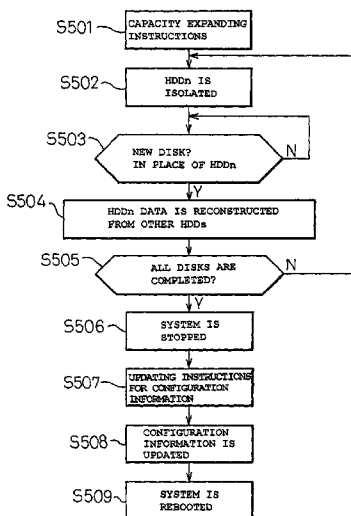 S501
CAPACITY EXPANDING
INSTRUCTIONS
S502
HDDn IS
ISOLATED
S503
NEW DISK?
IN PLACE OF HDDn
N
Y
S504
HDDn DATA IS RECONSTRUCTED
FROM OTHER HDDs
S505
ALL DISKS ARE
COMPLETED?
N
Y
S506
SYSTEM IS
STOPPED
S507
UPDATING INSTRUCTIONS
FOR CONFIGURATION
INFORMATION
S508
CONFIGURATION
INFORMATION IS
UPDATED
S509
SYSTEM IS
REBOOTED